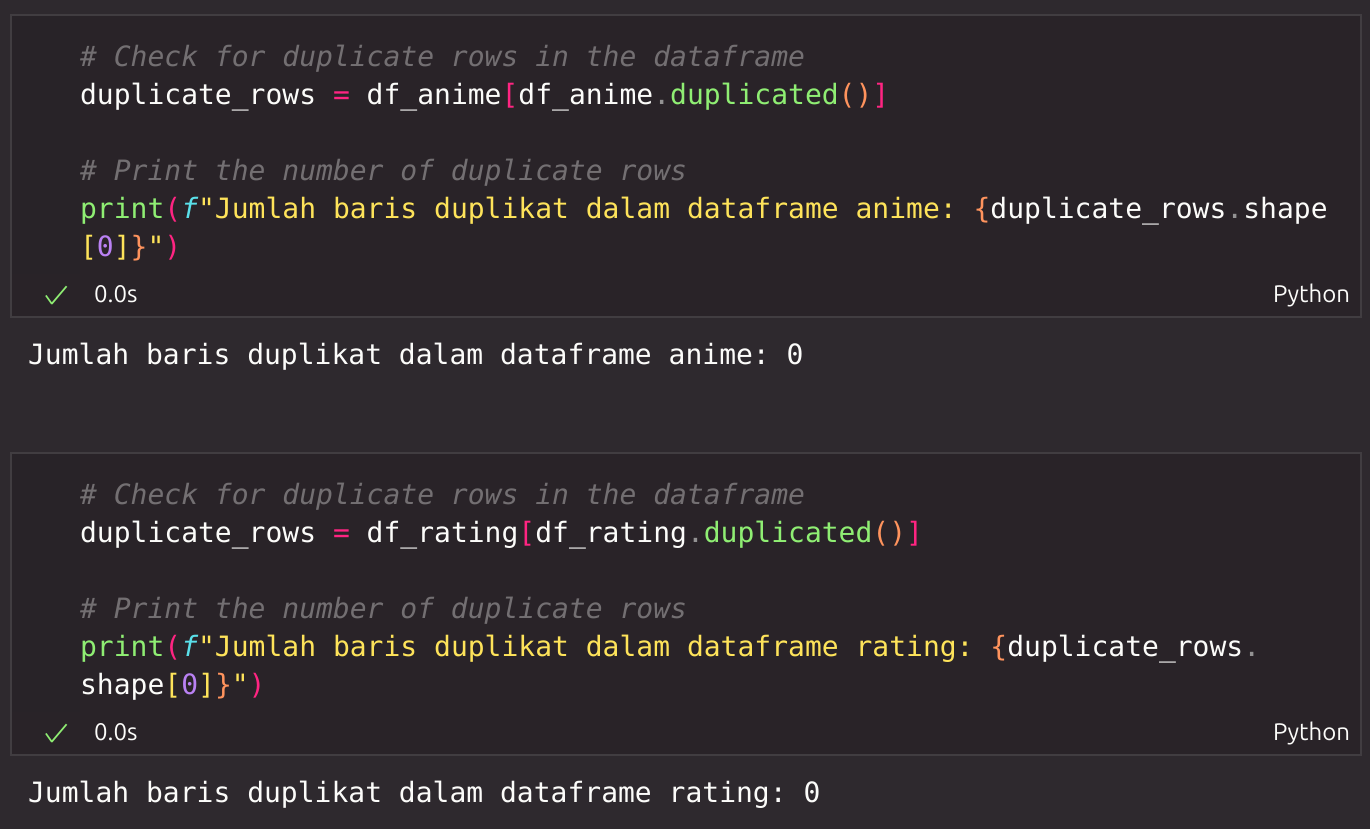 # Check for duplicate rows in the dataframe
duplicate_rows = df_anime[df_anime.duplicated()]
# Print the number of duplicate rows
print(f"Jumlah baris duplikat dalam dataframe anime: {duplicate_rows.shape
[0]}")
0.0s Python
Jumlah baris duplikat dalam dataframe anime: 0
# Check for duplicate rows in the dataframe
duplicate_rows = df_rating[df_rating.duplicated()]
# Print the number of duplicate rows
print(f"Jumlah baris duplikat dalam dataframe rating: {duplicate_rows.
shape[0]}")
0.0s Python
Jumlah baris duplikat dalam dataframe rating: 0